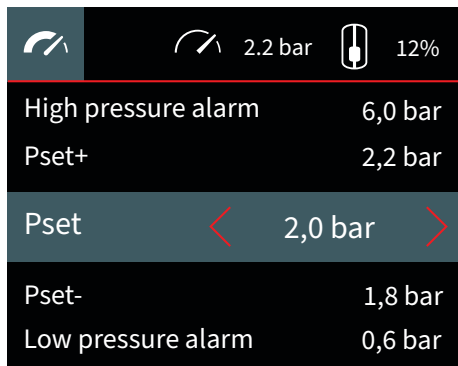 2.2 bar 12%
High pressure alarm 6,0 bar
Pset+ 2,2 bar
Pset 2,0 bar
Pset- 1,8 bar
Low pressure alarm 0,6 bar